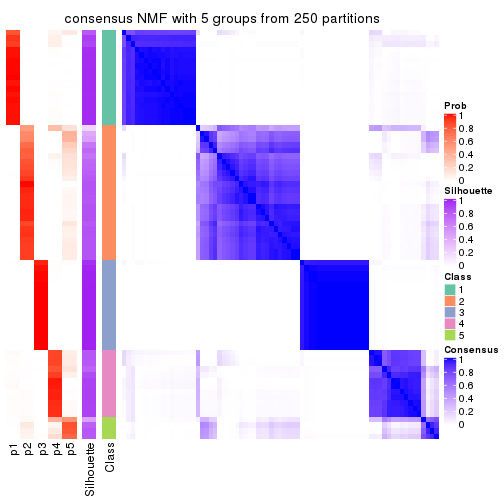 consensus NMF with 5 groups from 250 partitions
Prob
1
0.8
0.6
0.4
0.2
0
Silhouette
1
0.8
0.6
0.4
0.2
0
Class
1
2
3
4
5
Consensus
1
0.8
0.6
0.4
0.2
0
p1
p2
p3
p4
p5
Silhouette
Class